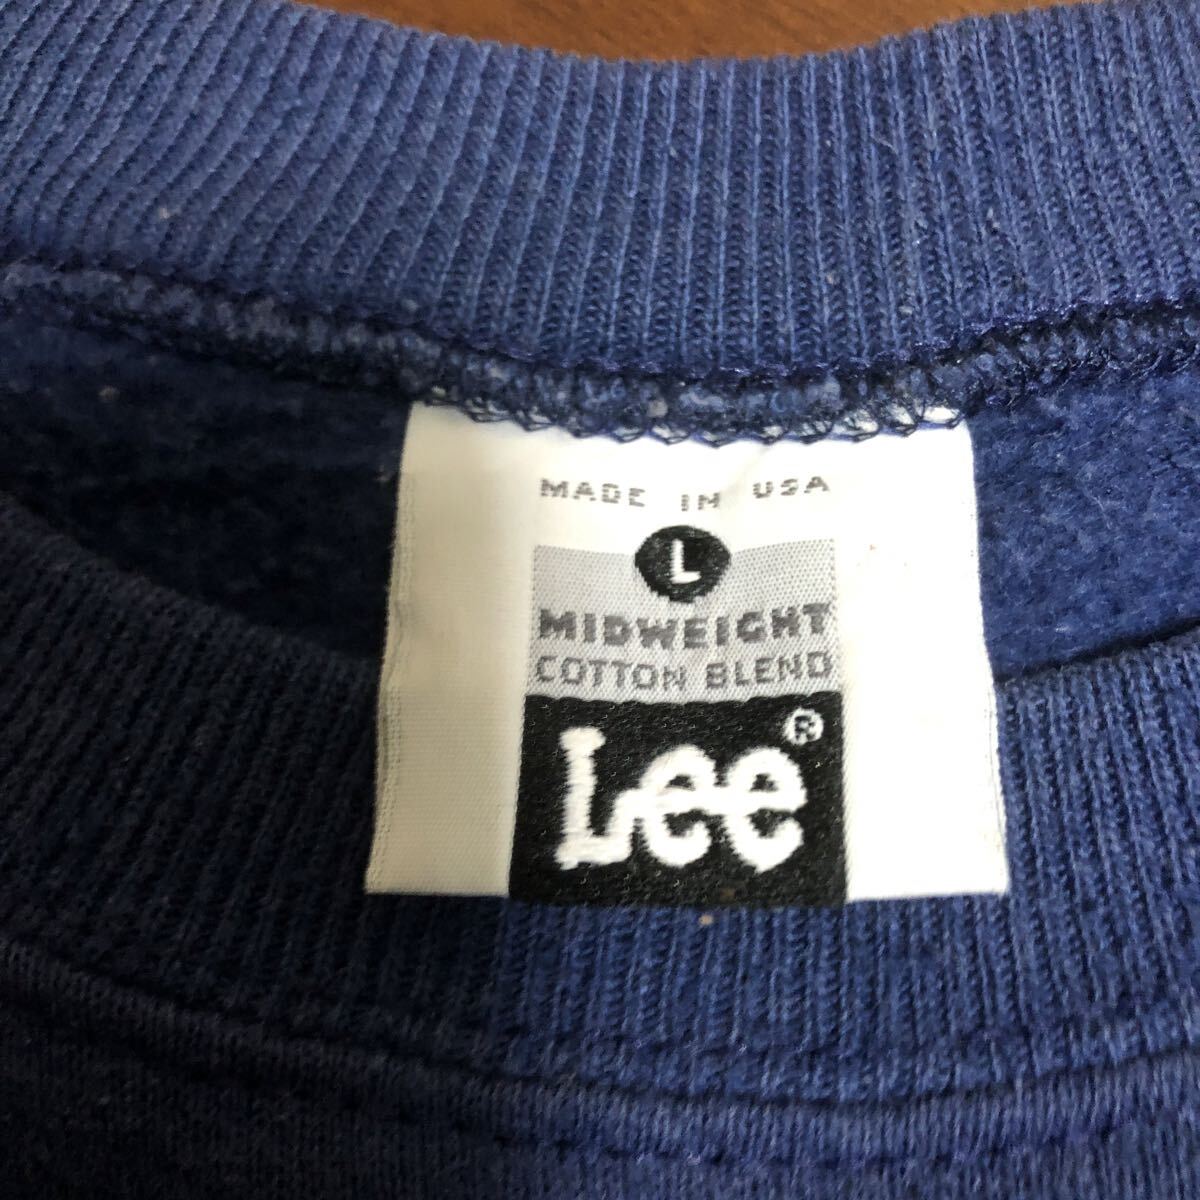 MADE IN USA
L
MIDWEIGHT
COTTON BLEND
Lee®